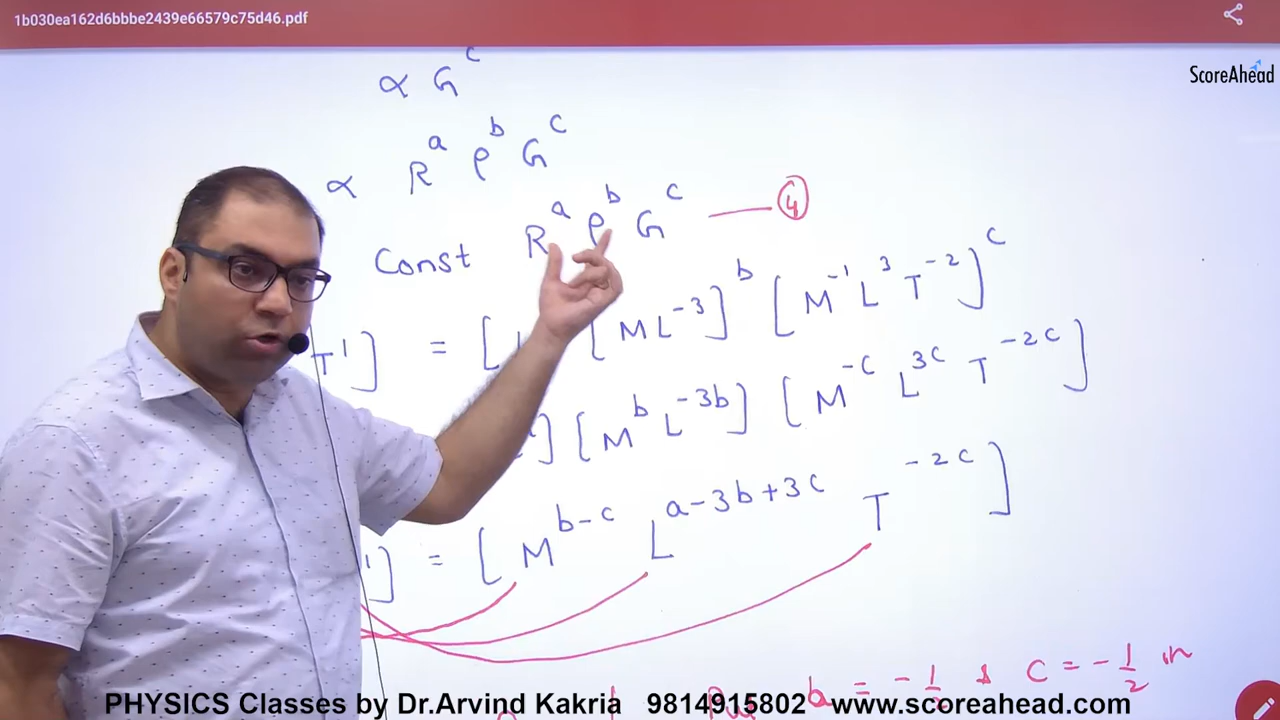 1b030ea162d6bbbe2439e66579c75d46.pdf
ScoreAhead
∝ G^c
∝ R^a ρ^b G^c
Const R^a ρ^b G^c — ④
T^1] = [ [ML^-3]^b [M^-1 L^3 T^-2]^c
] [M^b L^-3b] [M^-c L^3c T^-2c]
] = [M^b-c L^a-3b+3c T^-2c]
b = -1/2 & c = -1/2 in
PHYSICS Classes by Dr.Arvind Kakria 9814915802 www.scoreahead.com